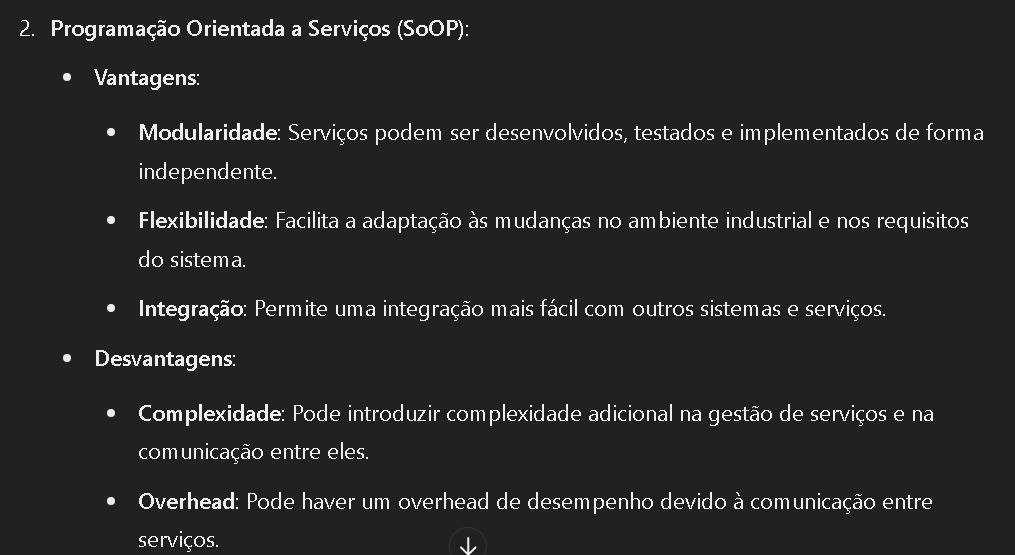 2. Programação Orientada a Serviços (SoOP):
• Vantagens:
• Modularidade: Serviços podem ser desenvolvidos, testados e implementados de forma
independente.
• Flexibilidade: Facilita a adaptação às mudanças no ambiente industrial e nos requisitos
do sistema.
• Integração: Permite uma integração mais fácil com outros sistemas e serviços.
• Desvantagens:
• Complexidade: Pode introduzir complexidade adicional na gestão de serviços e na
comunicação entre eles.
• Overhead: Pode haver um overhead de desempenho devido à comunicação entre
serviços.